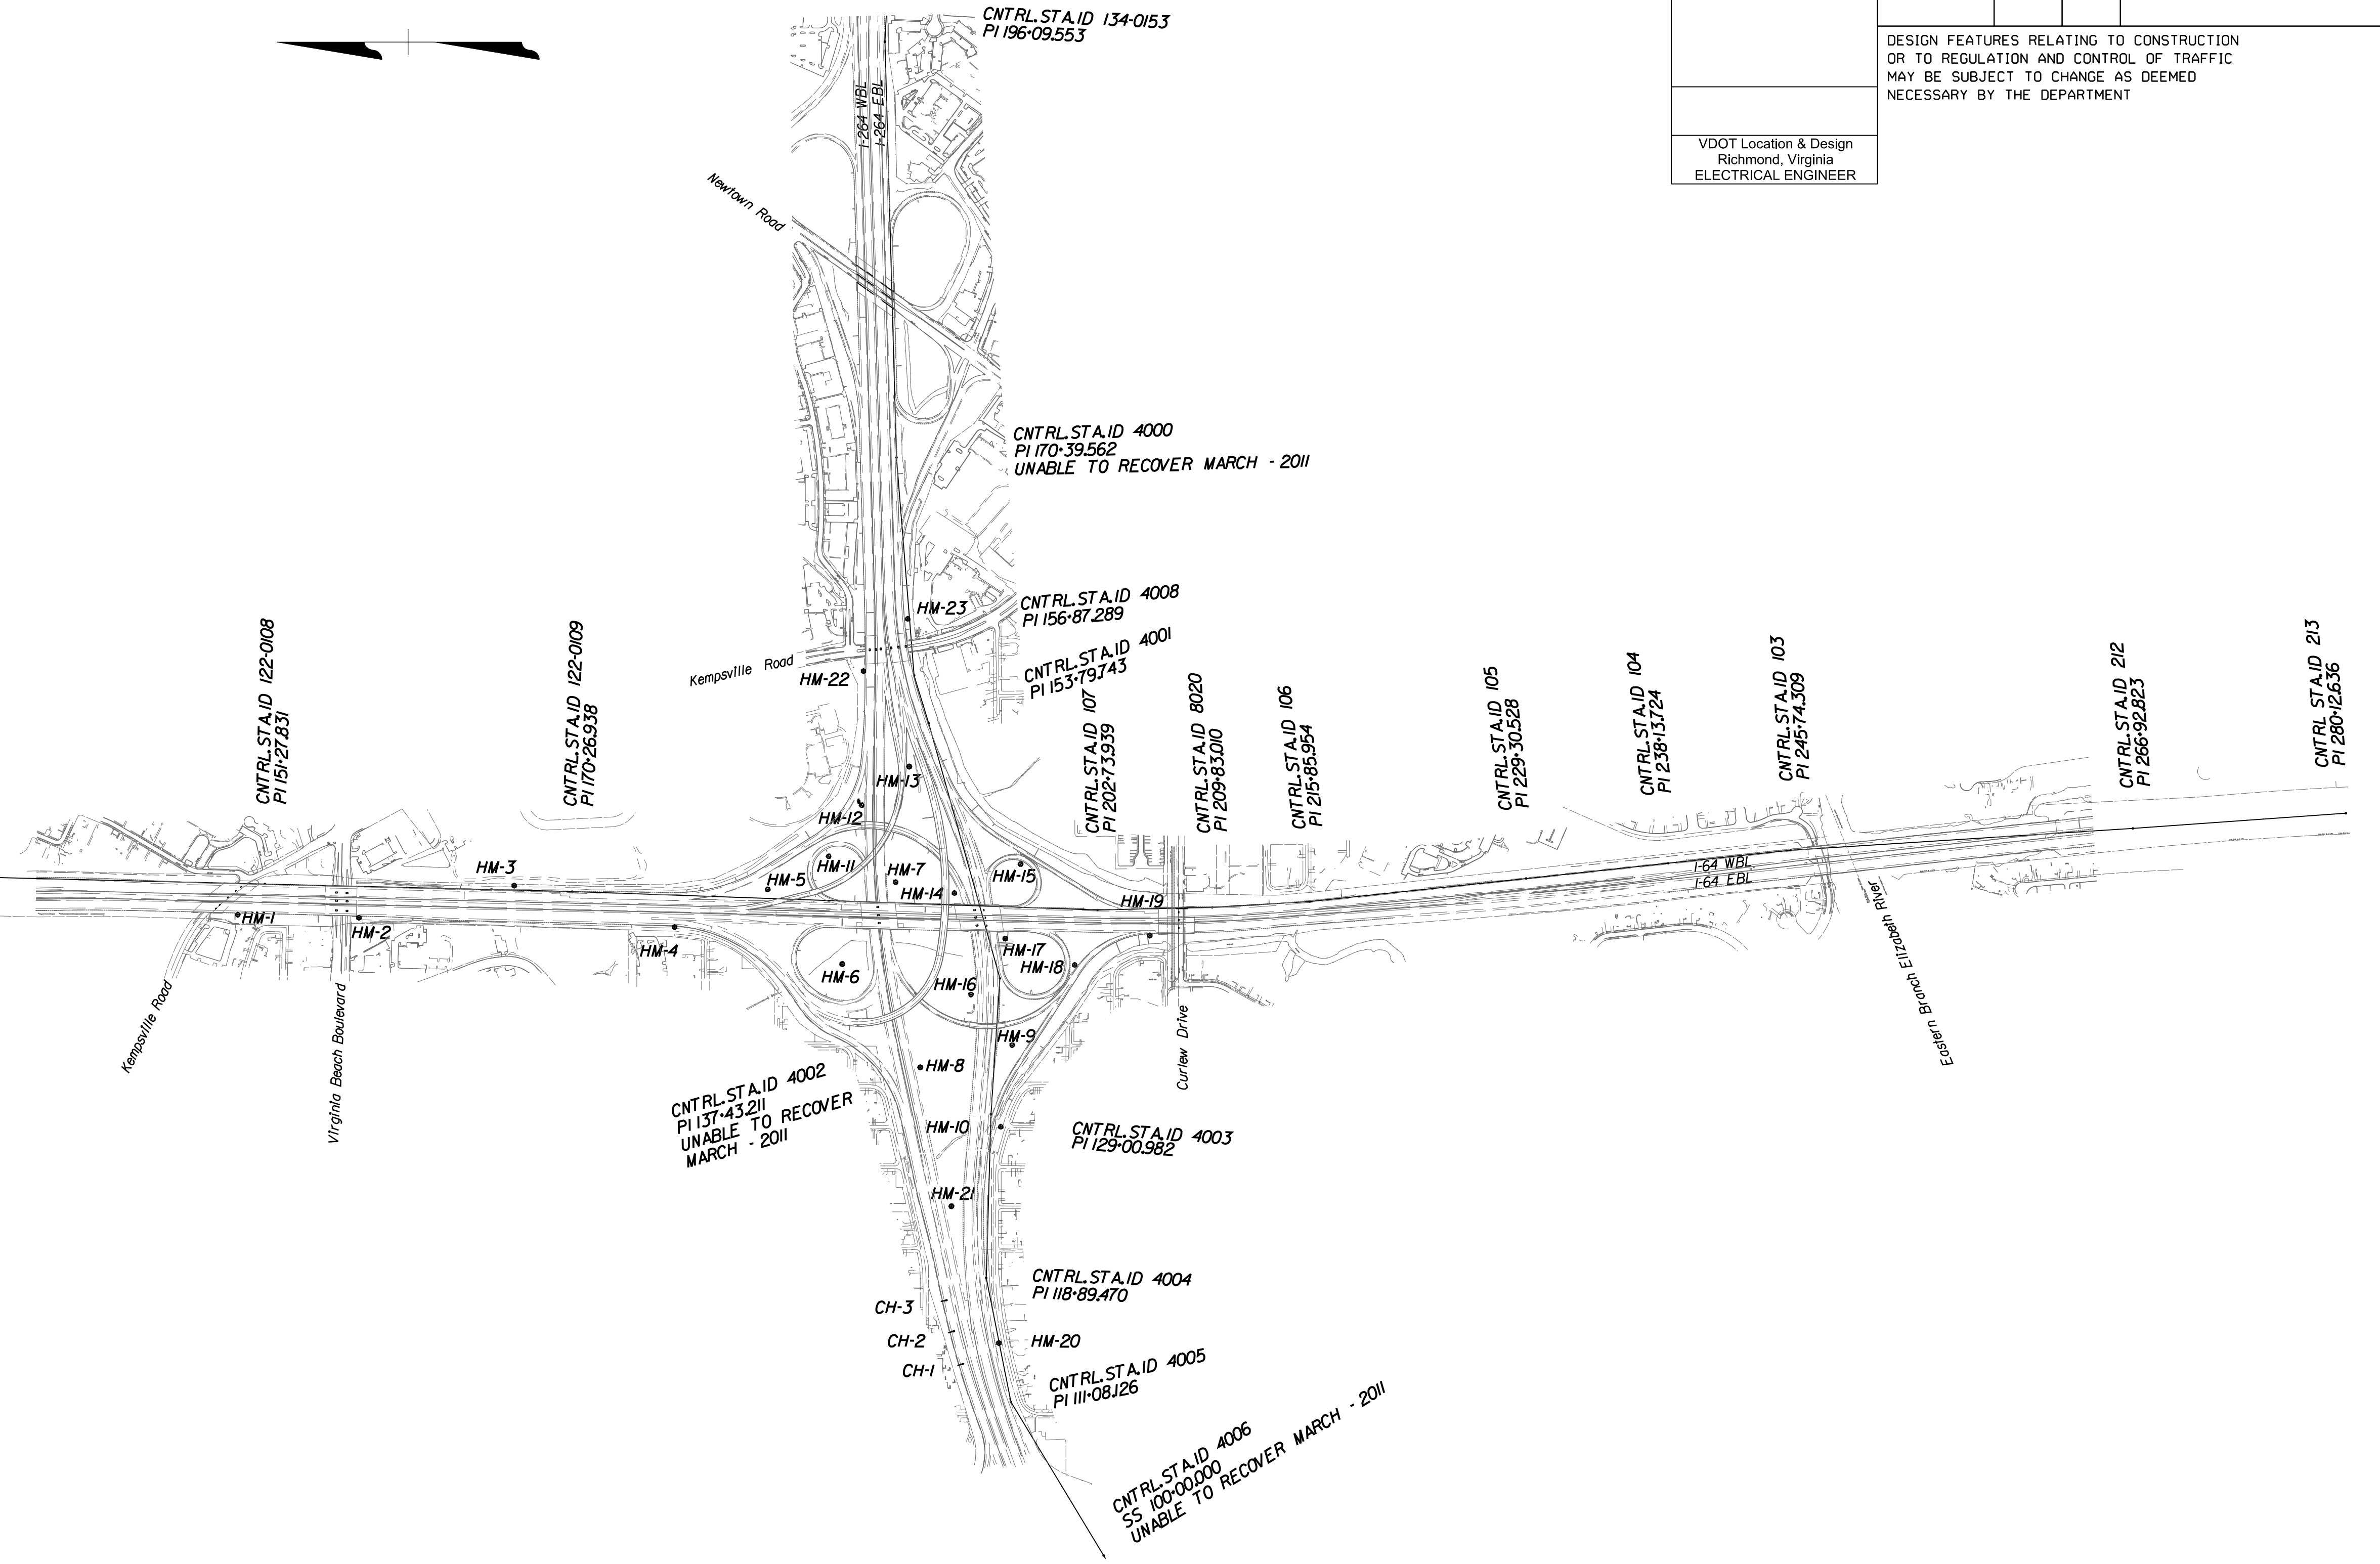 CNTRL.STA.ID 134-0153
PI 196+09.553
DESIGN FEATURES RELATING TO CONSTRUCTION
OR TO REGULATION AND CONTROL OF TRAFFIC
MAY BE SUBJECT TO CHANGE AS DEEMED
NECESSARY BY THE DEPARTMENT
VDOT Location & Design
Richmond, Virginia
ELECTRICAL ENGINEER
I-264 WBL
I-264 EBL
Newtown Road
CNTRL.STA.ID 4000
PI 170+39.562
UNABLE TO RECOVER MARCH - 2011
HM-23
CNTRL.STA.ID 4008
PI 156+87.289
CNTRL.STA.ID 4001
PI 153+79.743
Kempsville Road
HM-22
CNTRL.STA.ID 122-0108
PI 151+27.831
CNTRL.STA.ID 122-0109
PI 170+26.938
CNTRL.STA.ID 107
PI 202+73.939
CNTRL.STA.ID 8020
PI 209+83.010
CNTRL.STA.ID 106
PI 215+85.954
CNTRL.STA.ID 105
PI 229+30.528
CNTRL.STA.ID 104
PI 238+13.724
CNTRL.STA.ID 103
PI 245+74.309
CNTRL.STA.ID 212
PI 266+92.823
CNTRL STA.ID 213
PI 280+12.636
HM-13
HM-12
HM-3
HM-5
HM-11
HM-7
HM-14
HM-15
HM-19
I-64 WBL
I-64 EBL
HM-1
HM-2
HM-4
HM-6
HM-17
HM-18
HM-16
HM-9
HM-8
HM-10
Kempsville Road
Virginia Beach Boulevard
Curlew Drive
Eastern Branch Elizabeth River
CNTRL.STA.ID 4002
PI 137+43.211
UNABLE TO RECOVER
MARCH - 2011
CNTRL.STA.ID 4003
PI 129+00.982
HM-21
CNTRL.STA.ID 4004
PI 118+89.470
CH-3
CH-2
CH-1
HM-20
CNTRL.STA.ID 4005
PI 111+08.126
CNTRL.STA.ID 4006
SS 100+00.000
UNABLE TO RECOVER MARCH - 2011